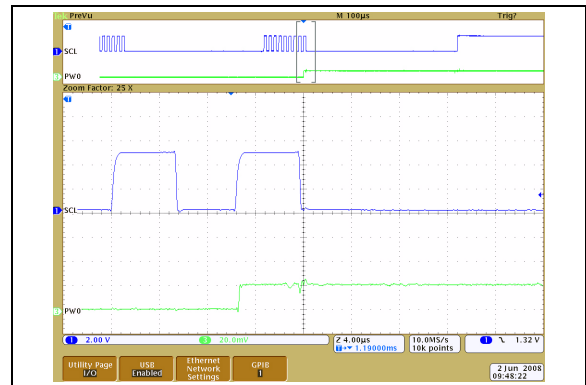 Tek PreVu M 100µs Trig?
SCL
PW0
Zoom Factor: 25 X
SCL
PW0
1 2.00 V 3 20.0mV Z 4.00µs 10.0MS/s 1 1.32 V
1.19000ms 10k points
Utility Page I/O
USB Enabled
Ethernet Network Settings
GPIB 1
2 Jun 2008
09:48:22